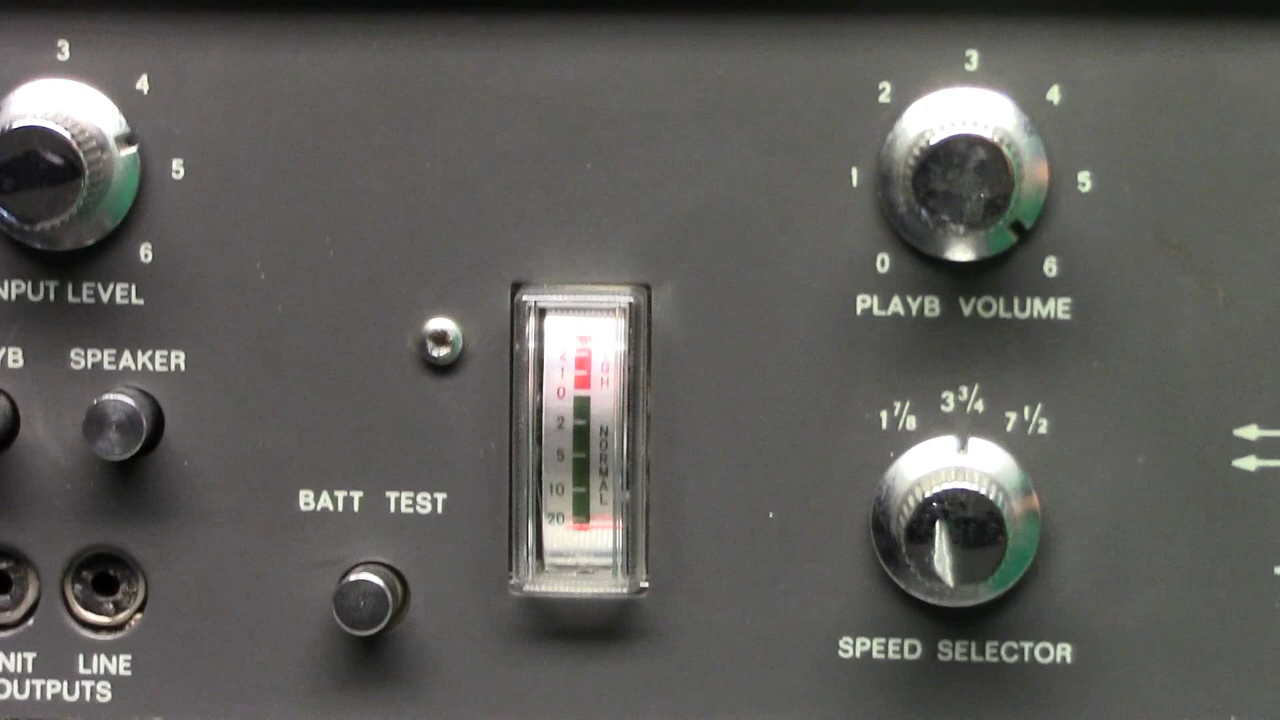 3
4
5
6
NPUT LEVEL
YB SPEAKER
BATT TEST
NIT LINE
OUTPUTS
0
2
5
10
20
NORMAL
3
2 4
1 5
0 6
PLAYB VOLUME
1 7/8 3 3/4 7 1/2
SPEED SELECTOR